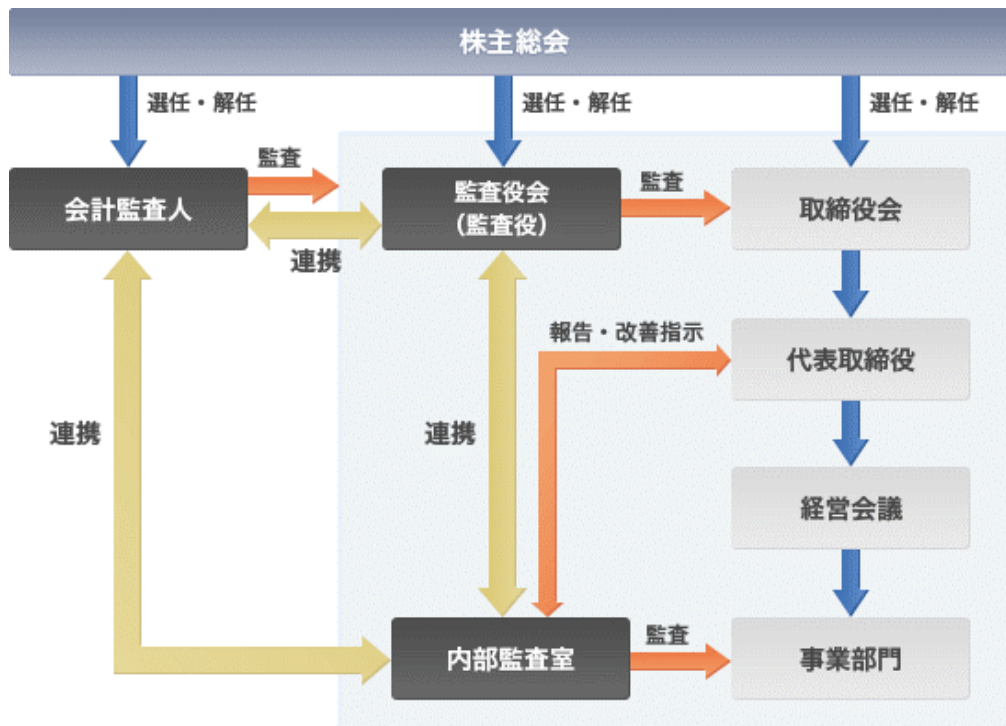 株主総会
選任・解任
選任・解任
選任・解任
監査
会計監査人
監査役会
（監査役）
監査
取締役会
連携
報告・改善指示
代表取締役
連携
連携
経営会議
内部監査室
監査
事業部門